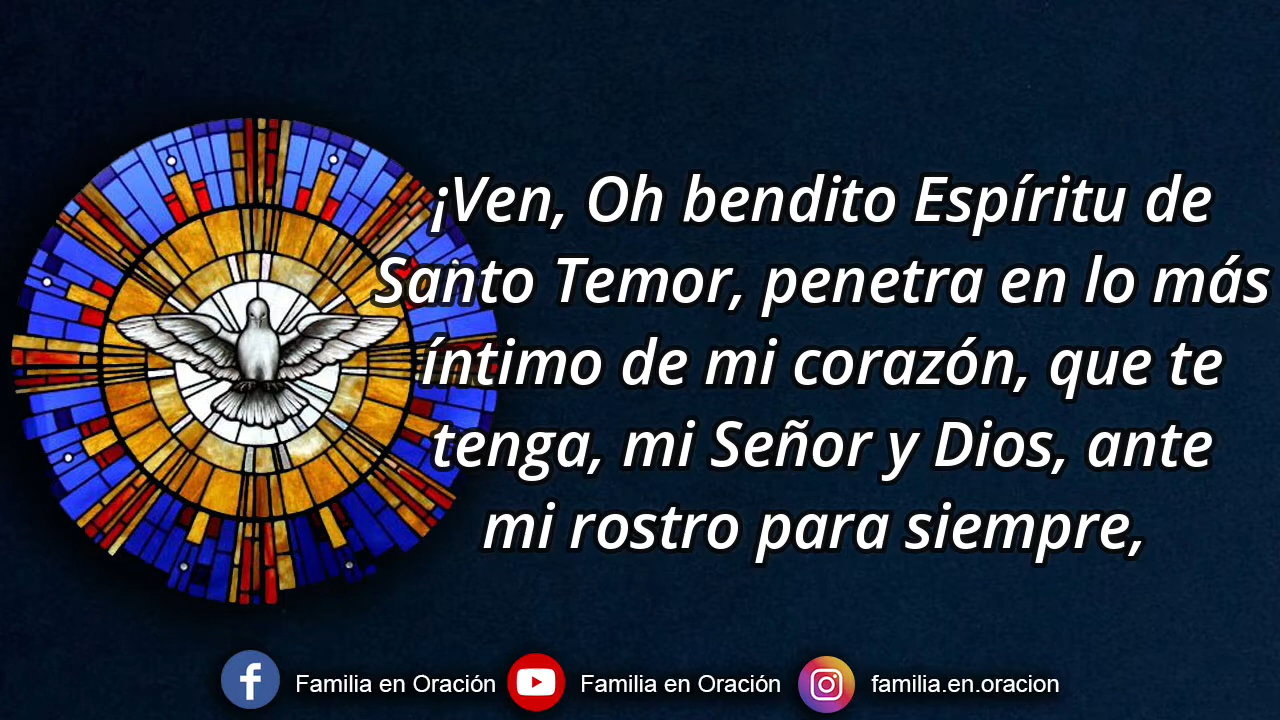 ¡Ven, Oh bendito Espíritu de
Santo Temor, penetra en lo más
íntimo de mi corazón, que te
tenga, mi Señor y Dios, ante
mi rostro para siempre,
Familia en Oración
Familia en Oración
familia.en.oracion